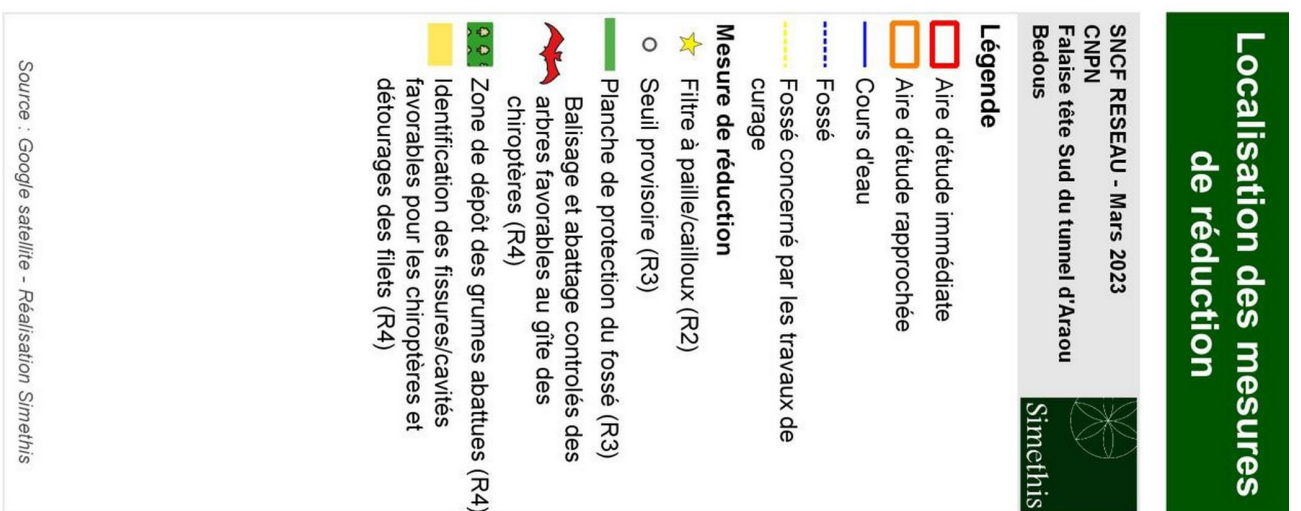 Localisation des mesures
de réduction
SNCF RESEAU - Mars 2023
CNPN
Falaise tête Sud du tunnel d'Araou
Bedous
Simethis
Légende
Aire d'étude immédiate
Aire d'étude rapprochée
Cours d'eau
Fossé
Fossé concerné par les travaux de
curage
Mesure de réduction
Filtre à paille/cailloux (R2)
Seuil provisoire (R3)
Planche de protection du fossé (R3)
Balisage et abattage controlés des
arbres favorables au gîte des
chiroptères (R4)
Zone de dépôt des grumes abattues (R4)
Identification des fissures/cavités
favorables pour les chiroptères et
détourages des filets (R4)
Source : Google satellite - Réalisation Simethis